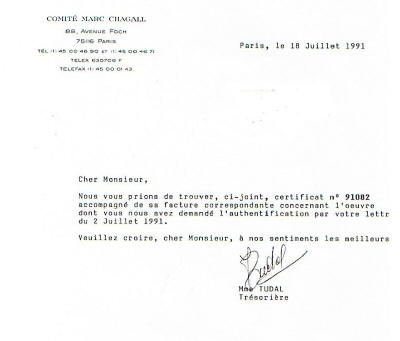 COMITÉ MARC CHAGALL
88, AVENUE FOCH
75116 PARIS
TÉL (1) 45 00 46 90 ET (1) 45 00 46 71
TELEX 630708 F
TELEFAX (1) 45 00 01 43
Paris, le 18 Juillet 1991
Cher Monsieur,
Nous vous prions de trouver, ci-joint, certificat n° 91082
accompagné de sa facture correspondante concernant l'œuvre
dont vous nous avez demandé l'authentification par votre lettr
du 2 Juillet 1991.
Veuillez croire, cher Monsieur, à nos sentiments les meilleurs
Tudal
Mme TUDAL
Trésorière